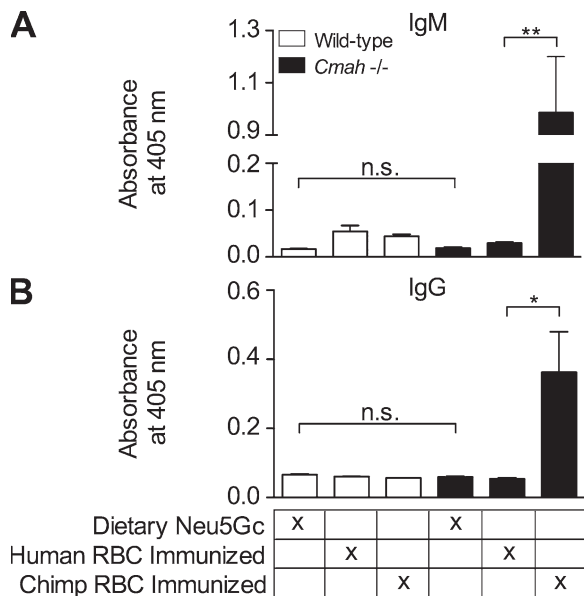 A
IgM
Wild-type
Cmah -/-
**
1.3
1.1
0.9
0.2
0.1
0.0
Absorbance
at 405 nm
n.s.
B
IgG
*
0.6
0.4
0.2
0.0
Absorbance
at 405 nm
n.s.
Dietary Neu5Gc x x
Human RBC Immunized x x
Chimp RBC Immunized x x